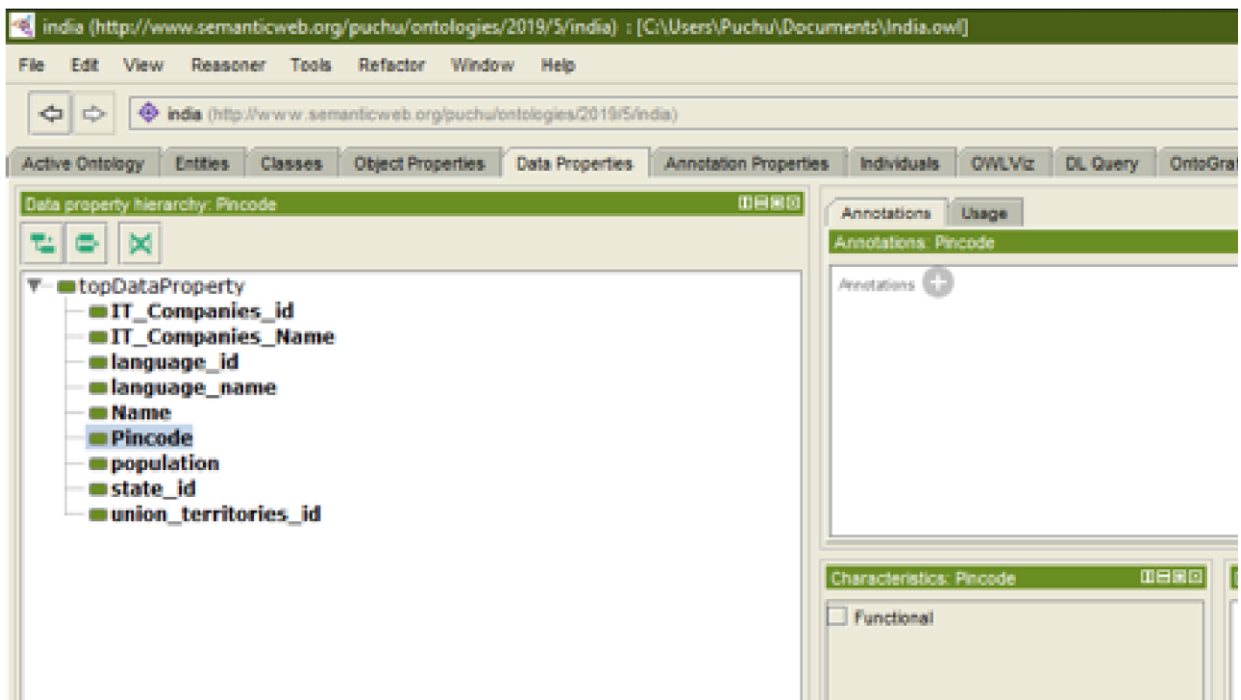 india (http://www.semanticweb.org/puchu/ontologies/2019/5/india) : [C:\Users\Puchu\Documents\India.owl]
File Edit View Reasoner Tools Refactor Window Help
india (http://www.semanticweb.org/puchu/ontologies/2019/5/india)
Active Ontology Entities Classes Object Properties Data Properties Annotation Properties Individuals OWLViz DL Query OntoGraf
Data property hierarchy: Pincode
Annotations Usage
Annotations: Pincode
Annotations
topDataProperty
IT_Companies_id
IT_Companies_Name
language_id
language_name
Name
Pincode
population
state_id
union_territories_id
Characteristics: Pincode
Functional